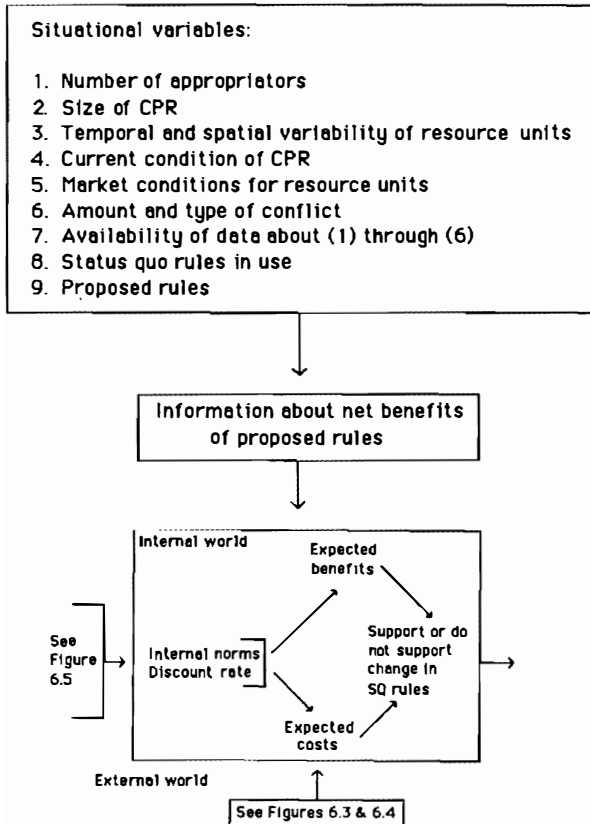 Situational variables:
1. Number of appropriators
2. Size of CPR
3. Temporal and spatial variability of resource units
4. Current condition of CPR
5. Market conditions for resource units
6. Amount and type of conflict
7. Availability of data about (1) through (6)
8. Status quo rules in use
9. Proposed rules
Information about net benefits
of proposed rules
Internal world
Expected
benefits
See
Figure
6.5
Internal norms
Discount rate
Support or do
not support
change in
SQ rules
Expected
costs
External world
See Figures 6.3 & 6.4